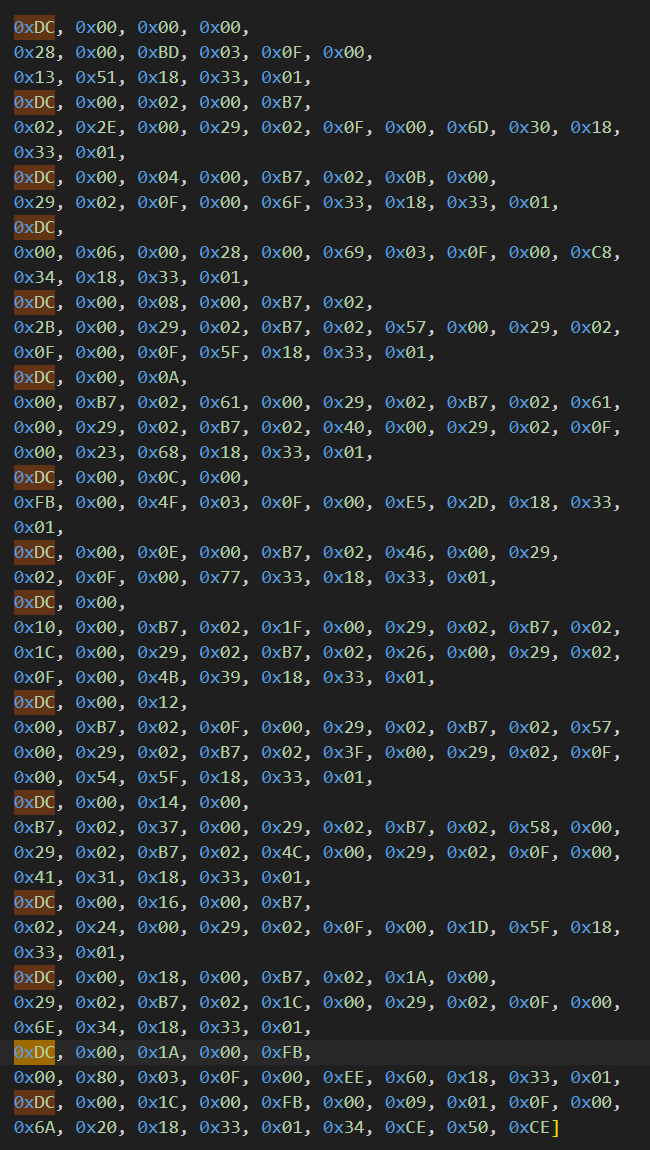 0xDC, 0x00, 0x00, 0x00,
0x28, 0x00, 0xBD, 0x03, 0x0F, 0x00,
0x13, 0x51, 0x18, 0x33, 0x01,
0xDC, 0x00, 0x02, 0x00, 0xB7,
0x02, 0x2E, 0x00, 0x29, 0x02, 0x0F, 0x00, 0x6D, 0x30, 0x18,
0x33, 0x01,
0xDC, 0x00, 0x04, 0x00, 0xB7, 0x02, 0x0B, 0x00,
0x29, 0x02, 0x0F, 0x00, 0x6F, 0x33, 0x18, 0x33, 0x01,
0xDC,
0x00, 0x06, 0x00, 0x28, 0x00, 0x69, 0x03, 0x0F, 0x00, 0xC8,
0x34, 0x18, 0x33, 0x01,
0xDC, 0x00, 0x08, 0x00, 0xB7, 0x02,
0x2B, 0x00, 0x29, 0x02, 0xB7, 0x02, 0x57, 0x00, 0x29, 0x02,
0x0F, 0x00, 0x0F, 0x5F, 0x18, 0x33, 0x01,
0xDC, 0x00, 0x0A,
0x00, 0xB7, 0x02, 0x61, 0x00, 0x29, 0x02, 0xB7, 0x02, 0x61,
0x00, 0x29, 0x02, 0xB7, 0x02, 0x40, 0x00, 0x29, 0x02, 0x0F,
0x00, 0x23, 0x68, 0x18, 0x33, 0x01,
0xDC, 0x00, 0x0C, 0x00,
0xFB, 0x00, 0x4F, 0x03, 0x0F, 0x00, 0xE5, 0x2D, 0x18, 0x33,
0x01,
0xDC, 0x00, 0x0E, 0x00, 0xB7, 0x02, 0x46, 0x00, 0x29,
0x02, 0x0F, 0x00, 0x77, 0x33, 0x18, 0x33, 0x01,
0xDC, 0x00,
0x10, 0x00, 0xB7, 0x02, 0x1F, 0x00, 0x29, 0x02, 0xB7, 0x02,
0x1C, 0x00, 0x29, 0x02, 0xB7, 0x02, 0x26, 0x00, 0x29, 0x02,
0x0F, 0x00, 0x4B, 0x39, 0x18, 0x33, 0x01,
0xDC, 0x00, 0x12,
0x00, 0xB7, 0x02, 0x0F, 0x00, 0x29, 0x02, 0xB7, 0x02, 0x57,
0x00, 0x29, 0x02, 0xB7, 0x02, 0x3F, 0x00, 0x29, 0x02, 0x0F,
0x00, 0x54, 0x5F, 0x18, 0x33, 0x01,
0xDC, 0x00, 0x14, 0x00,
0xB7, 0x02, 0x37, 0x00, 0x29, 0x02, 0xB7, 0x02, 0x58, 0x00,
0x29, 0x02, 0xB7, 0x02, 0x4C, 0x00, 0x29, 0x02, 0x0F, 0x00,
0x41, 0x31, 0x18, 0x33, 0x01,
0xDC, 0x00, 0x16, 0x00, 0xB7,
0x02, 0x24, 0x00, 0x29, 0x02, 0x0F, 0x00, 0x1D, 0x5F, 0x18,
0x33, 0x01,
0xDC, 0x00, 0x18, 0x00, 0xB7, 0x02, 0x1A, 0x00,
0x29, 0x02, 0xB7, 0x02, 0x1C, 0x00, 0x29, 0x02, 0x0F, 0x00,
0x6E, 0x34, 0x18, 0x33, 0x01,
0xDC, 0x00, 0x1A, 0x00, 0xFB,
0x00, 0x80, 0x03, 0x0F, 0x00, 0xEE, 0x60, 0x18, 0x33, 0x01,
0xDC, 0x00, 0x1C, 0x00, 0xFB, 0x00, 0x09, 0x01, 0x0F, 0x00,
0x6A, 0x20, 0x18, 0x33, 0x01, 0x34, 0xCE, 0x50, 0xCE]